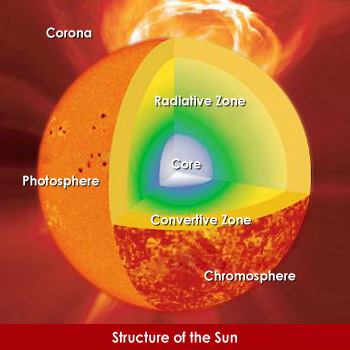 Corona
Radiative Zone
Core
Photosphere
Convertive Zone
Chromosphere
Structure of the Sun